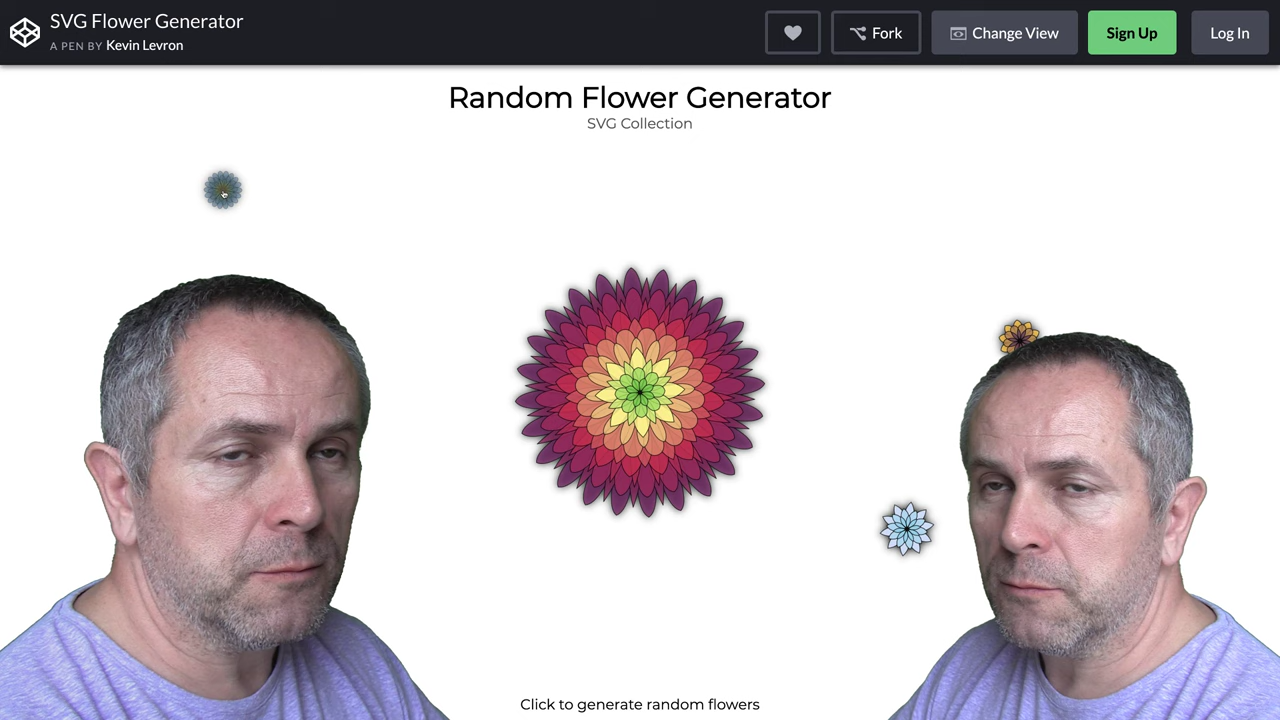 SVG Flower Generator
A PEN BY Kevin Levron
Fork
Change View
Sign Up
Log In
Random Flower Generator
SVG Collection
Click to generate random flowers